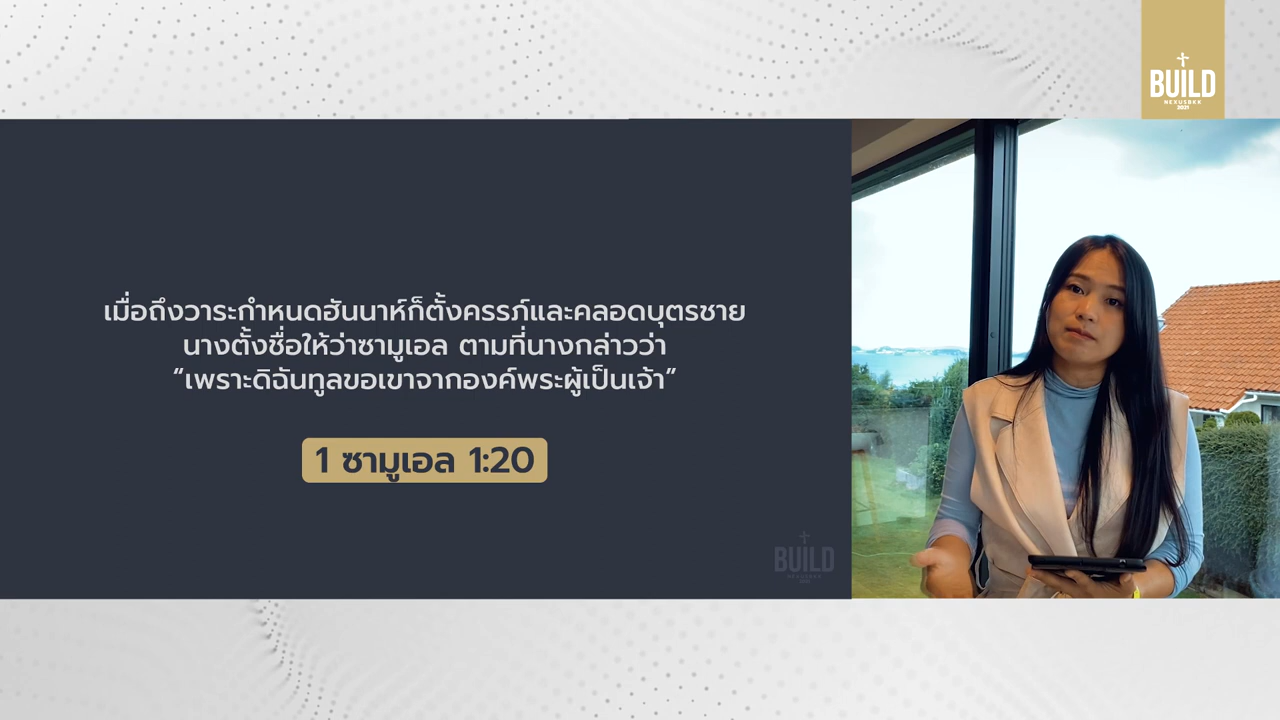 BUILD
NEXUSBKK
2021
เมื่อถึงวาระกำหนดฮันนาห์ก็ตั้งครรภ์และคลอดบุตรชาย
นางตั้งชื่อให้ว่าซามูเอล ตามที่นางกล่าวว่า
“เพราะดิฉันทูลขอเขาจากองค์พระผู้เป็นเจ้า”
1 ซามูเอล 1:20
BUILD
NEXUSBKK
2021